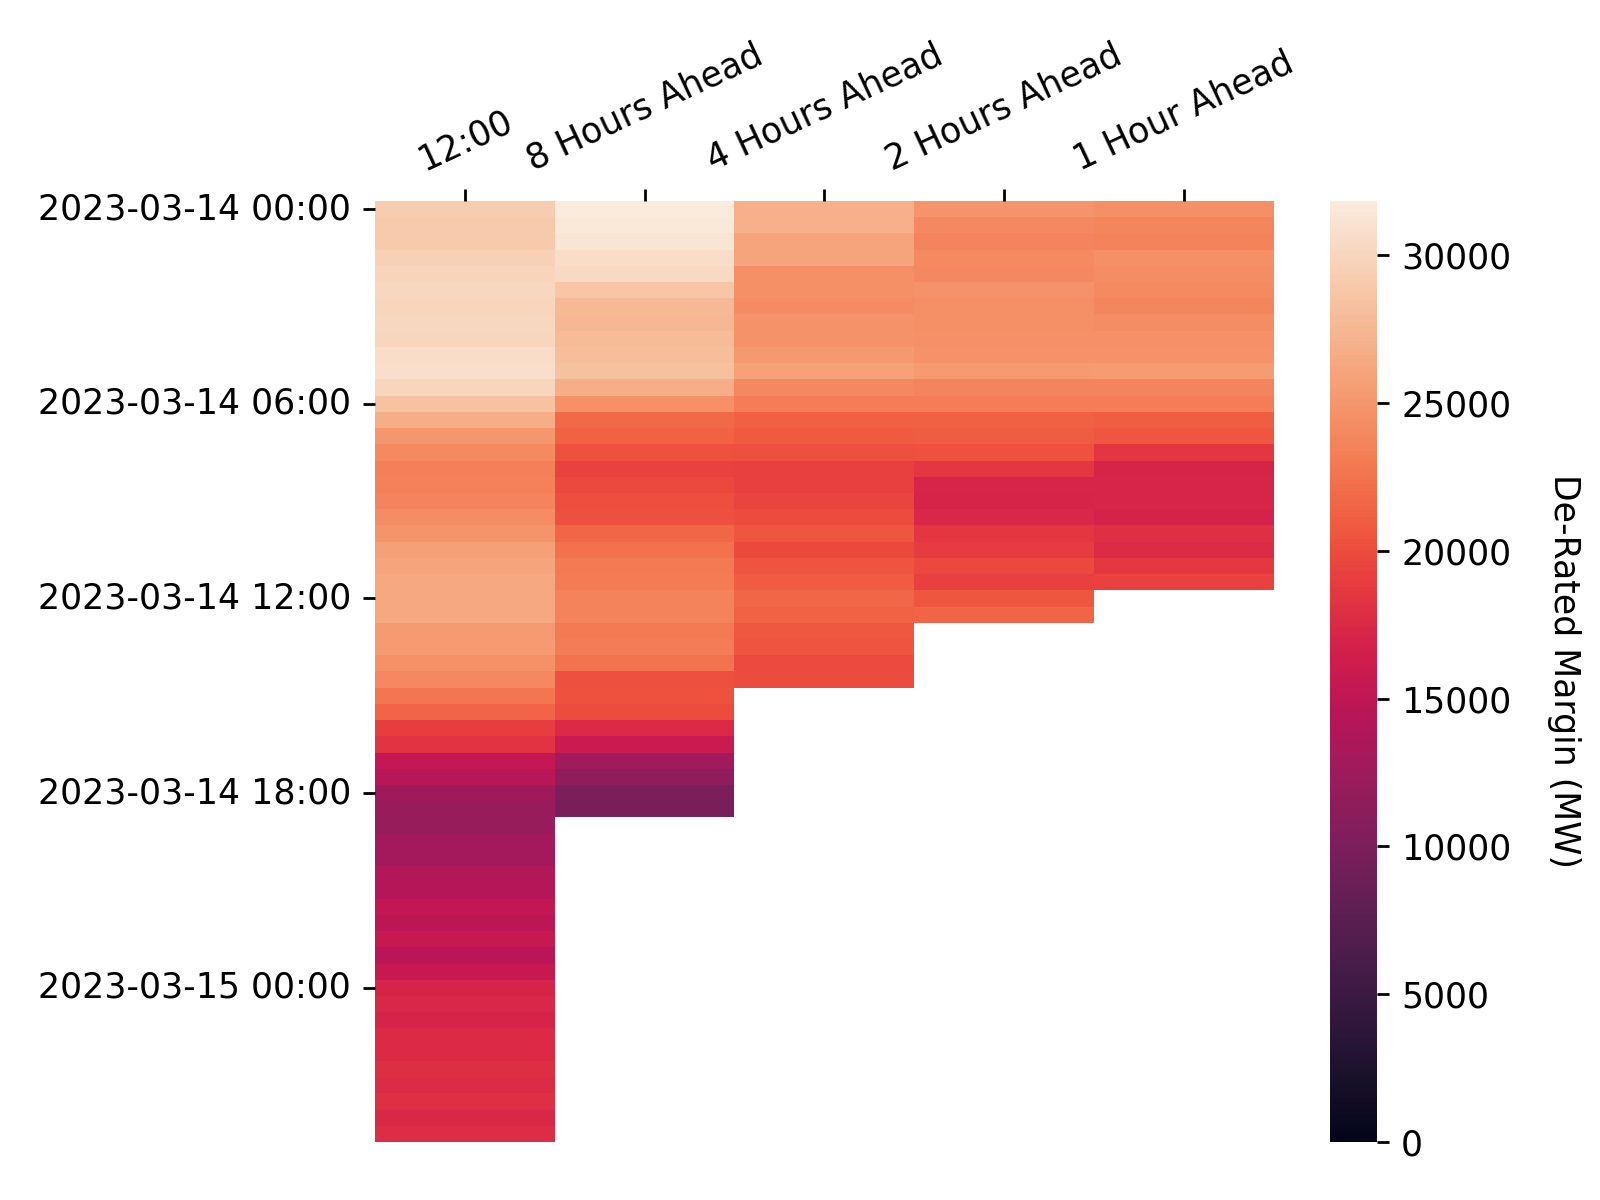 12:00
8 Hours Ahead
4 Hours Ahead
2 Hours Ahead
1 Hour Ahead
2023-03-14 00:00
2023-03-14 06:00
2023-03-14 12:00
2023-03-14 18:00
2023-03-15 00:00
30000
25000
20000
15000
10000
5000
0
De-Rated Margin (MW)